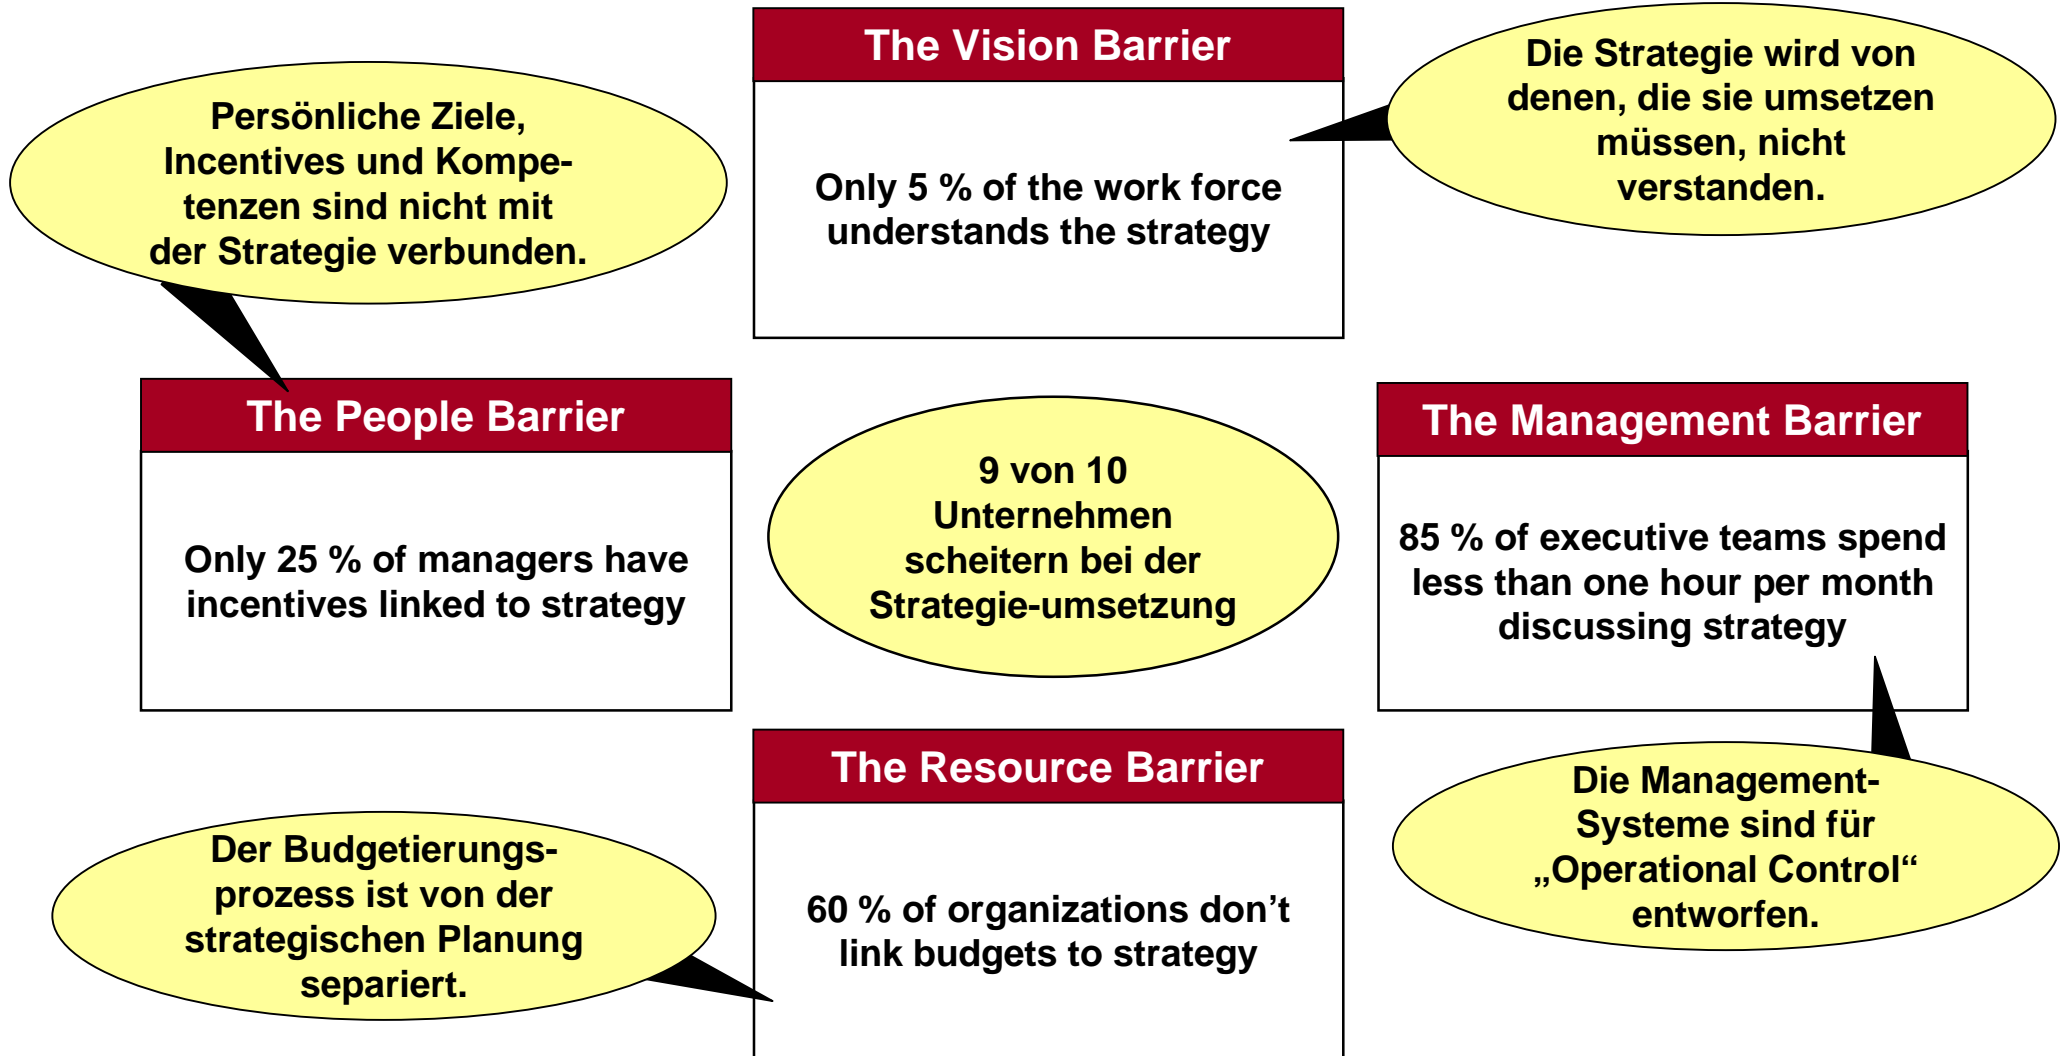 The Vision Barrier
Only 5 % of the work force
understands the strategy
Die Strategie wird von
denen, die sie umsetzen
müssen, nicht
verstanden.
Persönliche Ziele,
Incentives und Kompe-
tenzen sind nicht mit
der Strategie verbunden.
The People Barrier
Only 25 % of managers have
incentives linked to strategy
9 von 10
Unternehmen
scheitern bei der
Strategie-umsetzung
The Management Barrier
85 % of executive teams spend
less than one hour per month
discussing strategy
Die Management-
Systeme sind für
„Operational Control“
entworfen.
The Resource Barrier
60 % of organizations don’t
link budgets to strategy
Der Budgetierungs-
prozess ist von der
strategischen Planung
separiert.